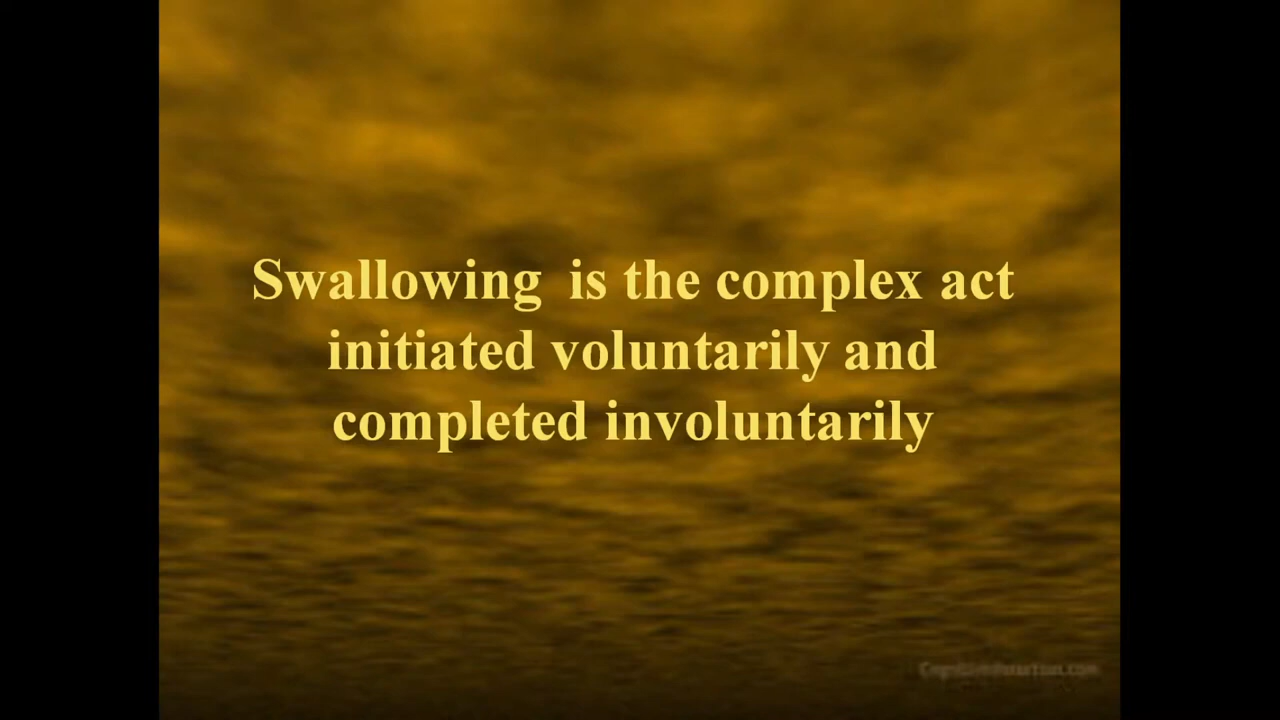 Swallowing  is the complex act
initiated voluntarily and
completed involuntarily